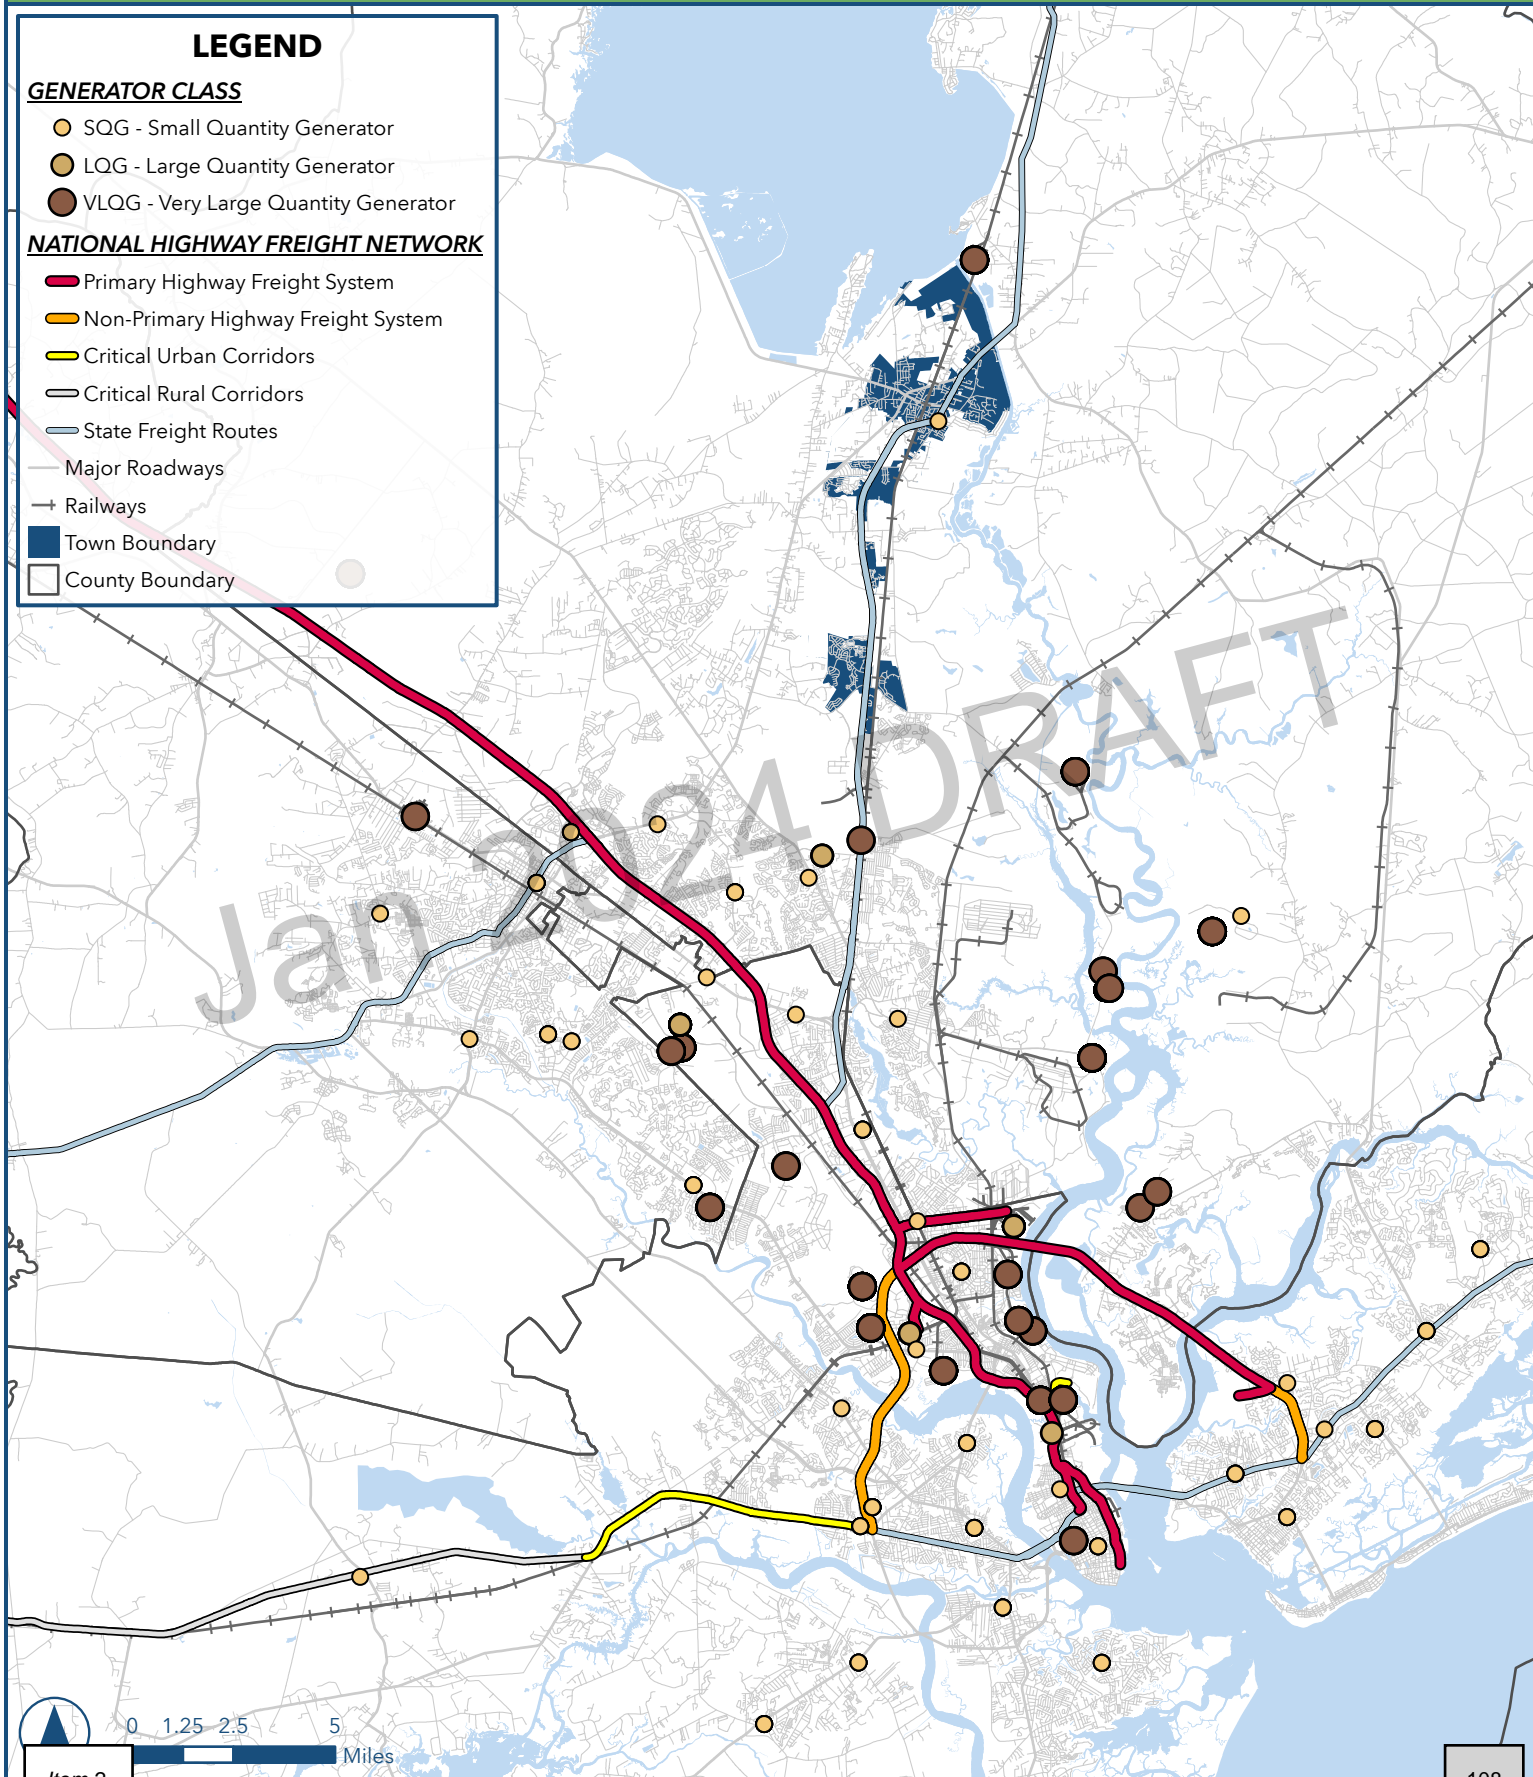 LEGEND
GENERATOR CLASS
SQG - Small Quantity Generator
LQG - Large Quantity Generator
VLQG - Very Large Quantity Generator
NATIONAL HIGHWAY FREIGHT NETWORK
Primary Highway Freight System
Non-Primary Highway Freight System
Critical Urban Corridors
Critical Rural Corridors
State Freight Routes
Major Roadways
Railways
Town Boundary
County Boundary
Jan 2024 DRAFT
0 1.25 2.5 5
Miles